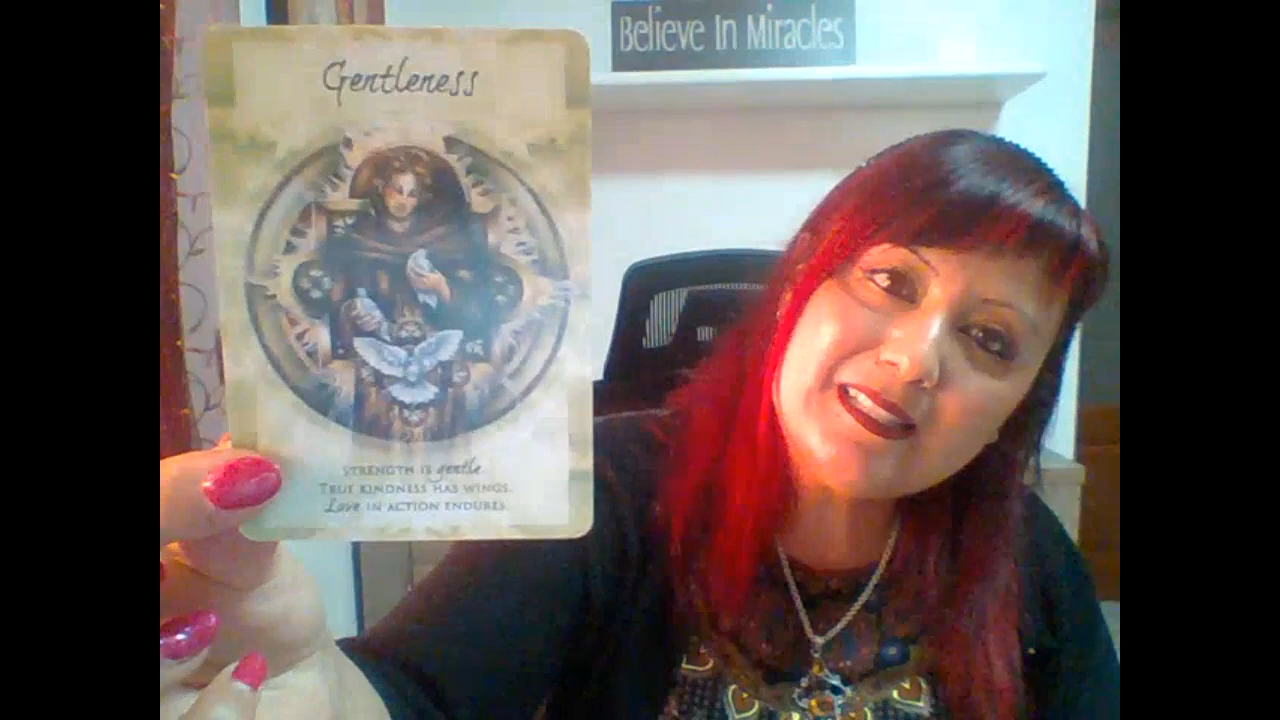 Believe In Miracles
Gentleness
STRENGTH IS gentle.
TRUE KINDNESS HAS WINGS.
Love IN ACTION ENDURES.